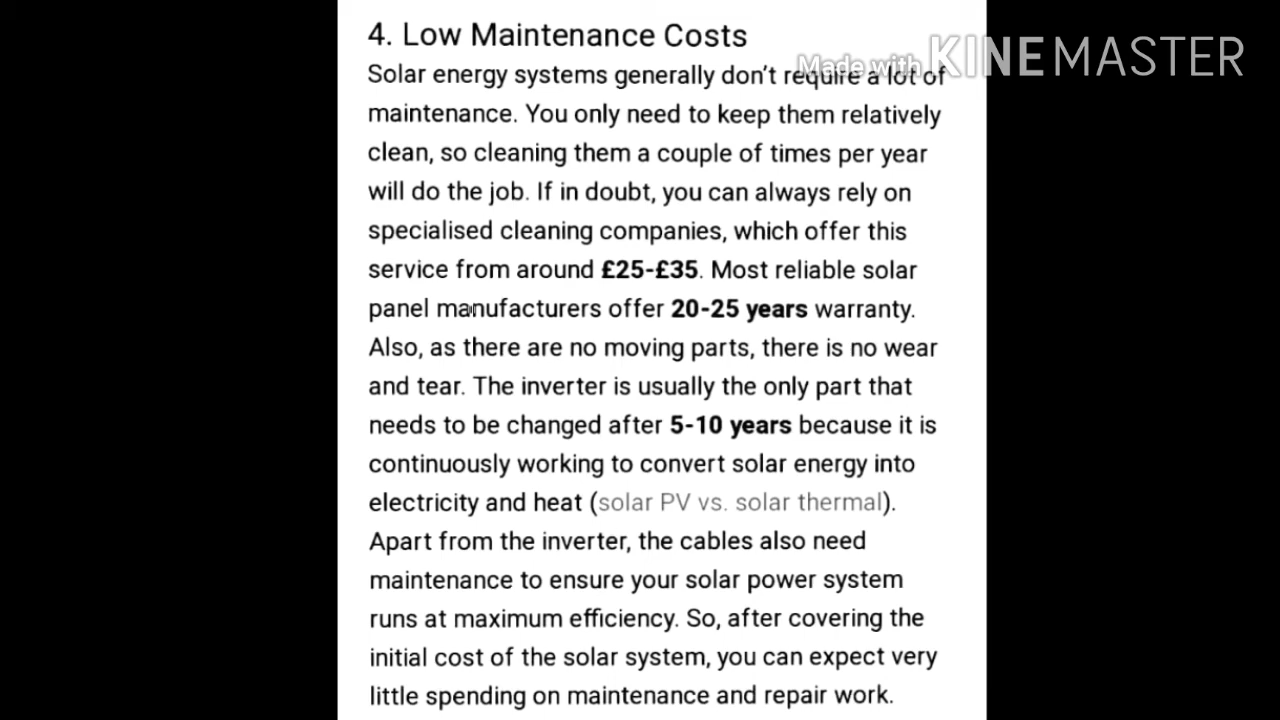 4. Low Maintenance Costs
Made with KINEMASTER
Solar energy systems generally don't require a lot of
maintenance. You only need to keep them relatively
clean, so cleaning them a couple of times per year
will do the job. If in doubt, you can always rely on
specialised cleaning companies, which offer this
service from around £25-£35. Most reliable solar
panel manufacturers offer 20-25 years warranty.
Also, as there are no moving parts, there is no wear
and tear. The inverter is usually the only part that
needs to be changed after 5-10 years because it is
continuously working to convert solar energy into
electricity and heat (solar PV vs. solar thermal).
Apart from the inverter, the cables also need
maintenance to ensure your solar power system
runs at maximum efficiency. So, after covering the
initial cost of the solar system, you can expect very
little spending on maintenance and repair work.